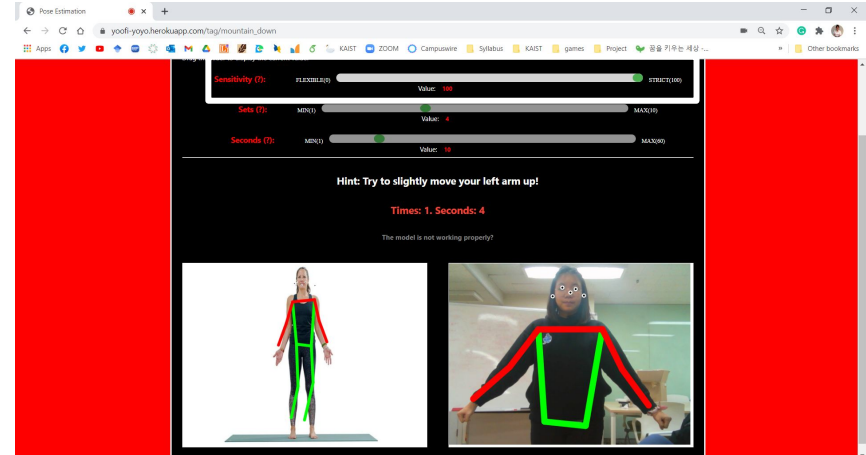 Pose Estimation
yoofi-yoyo.herokuapp.com/tag/mountain_down
Apps KAIST ZOOM Campuswire Syllabus KAIST games Project 꿈을 키우는 세상 -... » Other bookmarks
Sensitivity (?): FLEXIBLE(0) STRICT(100)
Value: 100
Sets (?): MIN(1) MAX(10)
Value: 4
Seconds (?): MIN(1) MAX(60)
Value: 10
Hint: Try to slightly move your left arm up!
Times: 1. Seconds: 4
The model is not working properly?